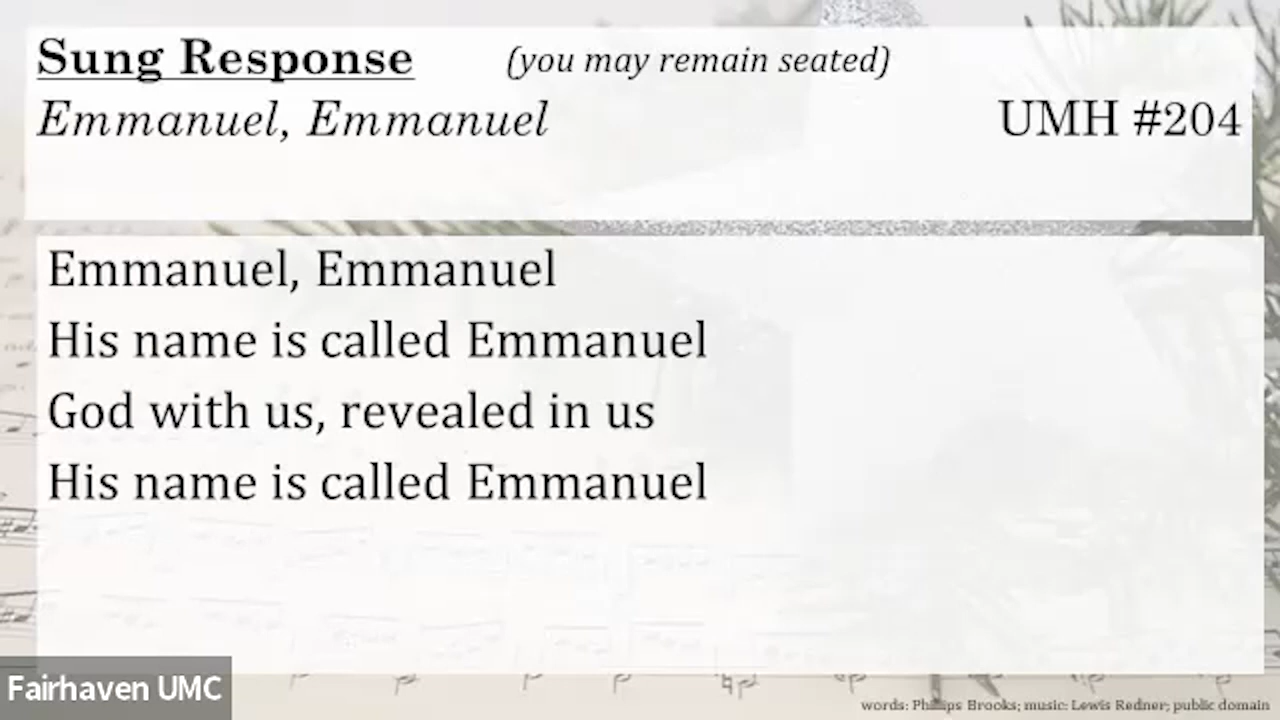 Sung Response (you may remain seated)
Emmanuel, Emmanuel UMH #204
Emmanuel, Emmanuel
His name is called Emmanuel
God with us, revealed in us
His name is called Emmanuel
Fairhaven UMC
words: Phillips Brooks; music: Lewis Redner; public domain